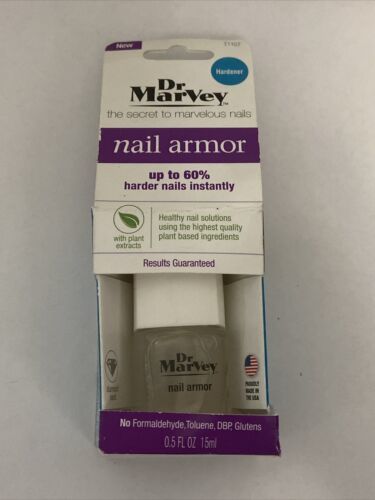 New
Hardener
Dr
Marvey™
the secret to marvelous nails
nail armor
up to 60%
harder nails instantly
with plant
extracts
Healthy nail solutions
using the highest quality
plant based ingredients
Results Guaranteed
Dr
Marvey
nail armor
PROUDLY
MADE IN
THE USA
No Formaldehyde, Toluene, DBP, Glutens
0.5 FL OZ 15ml